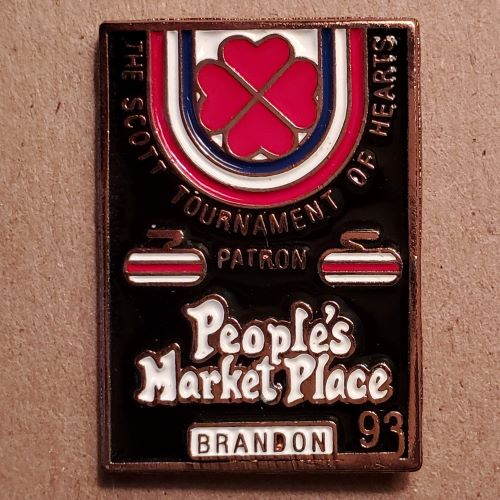 THE SCOTT TOURNAMENT OF HEARTS
PATRON
People's
Market Place
BRANDON
93